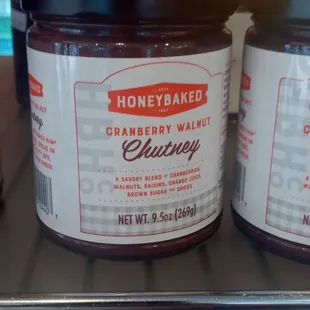 HONEYBAKED
CRANBERRY WALNUT
Chutney
A SAVORY BLEND OF CRANBERRIES,
WALNUTS, RAISINS, ORANGE JUICE,
BROWN SUGAR AND SPICES
NET WT. 9.5oz (269g)